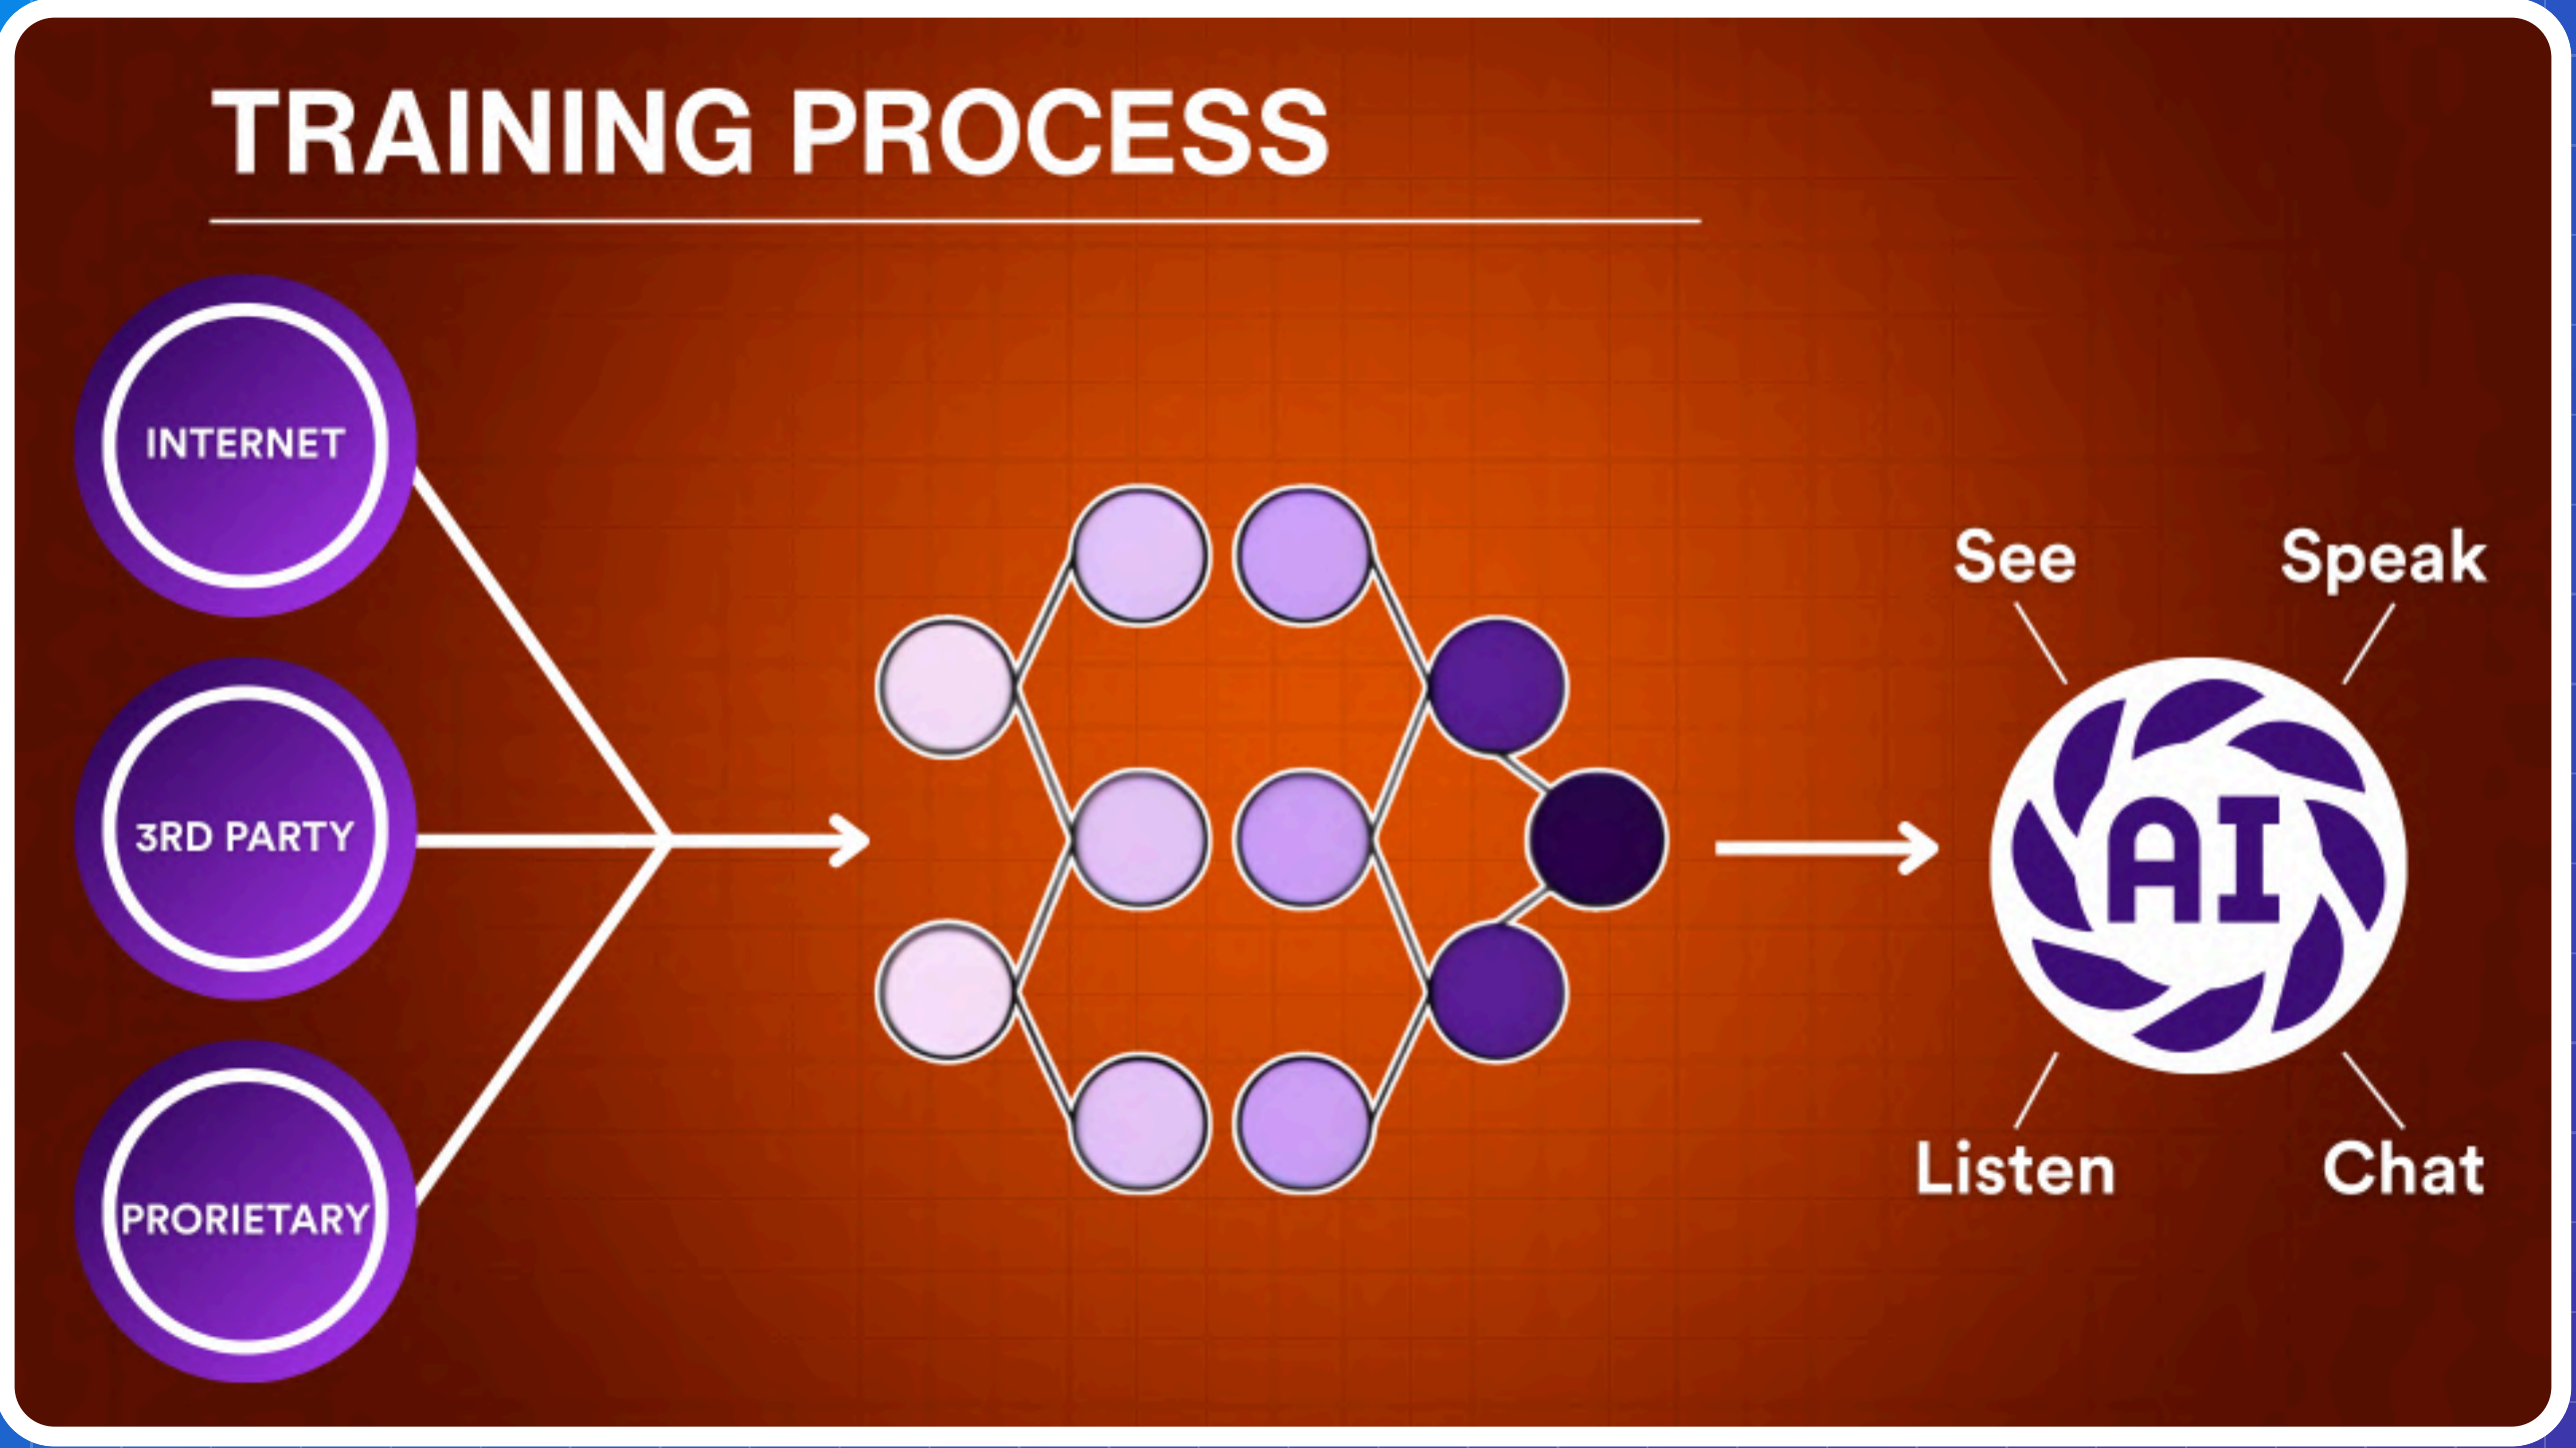 TRAINING PROCESS
INTERNET
3RD PARTY
PRORIETARY
See
Speak
AI
Listen
Chat